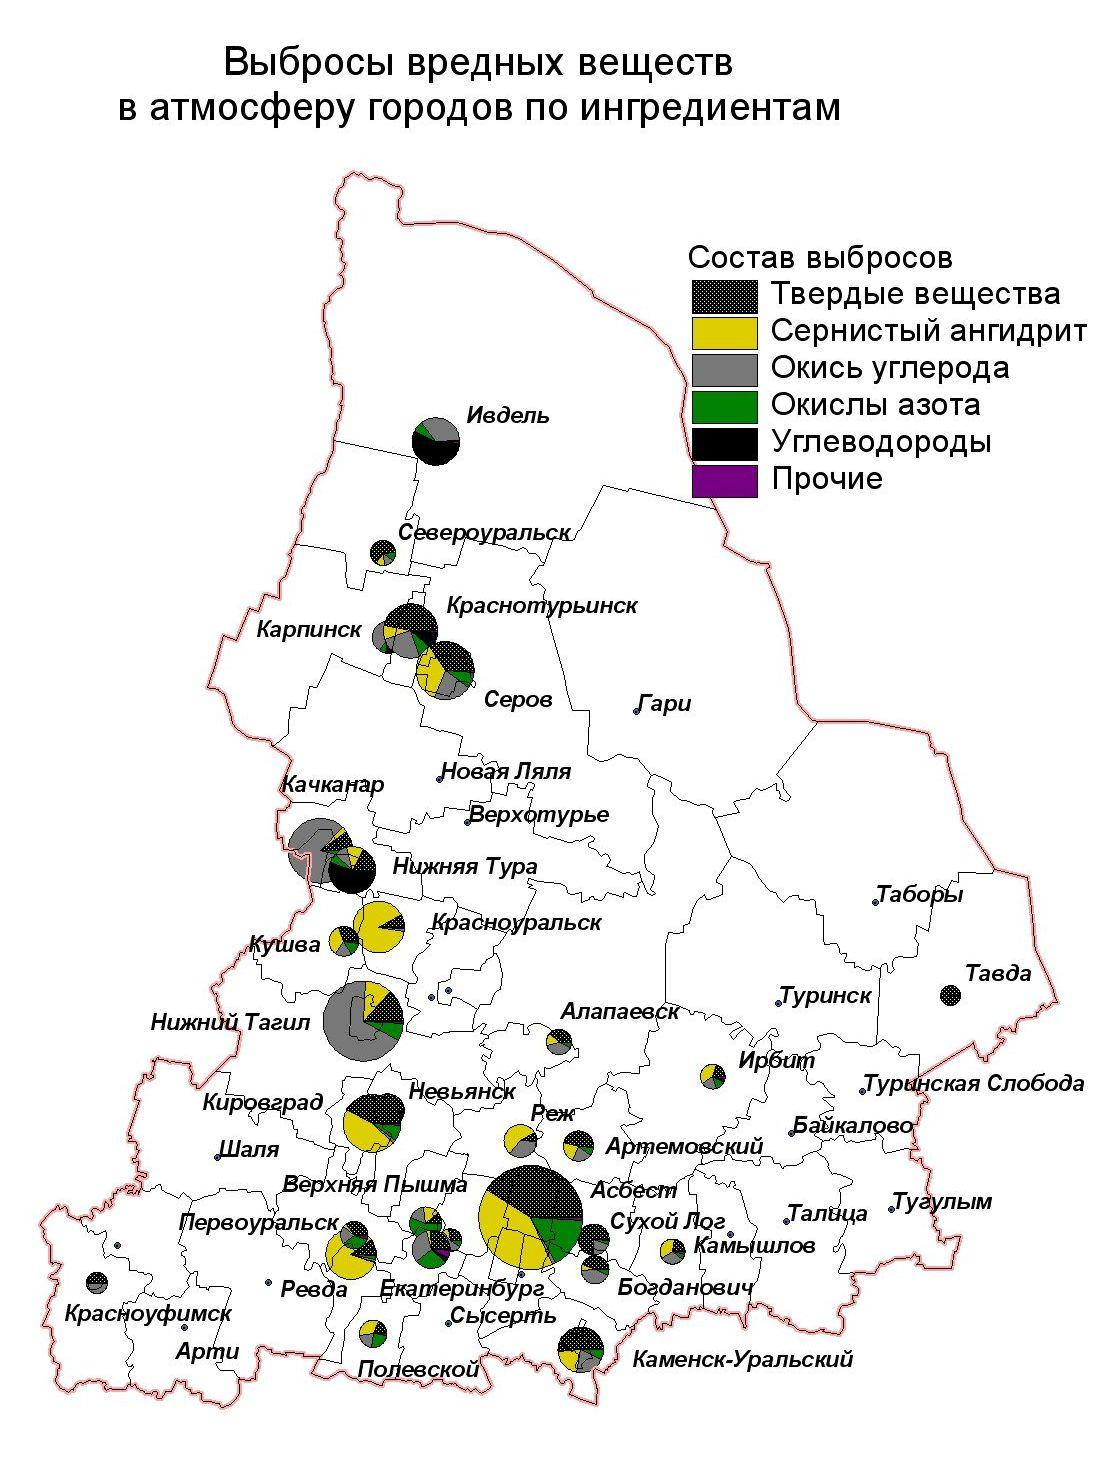 Выбросы вредных веществ
в атмосферу городов по ингредиентам
Состав выбросов
Твердые вещества
Сернистый ангидрит
Окись углерода
Окислы азота
Углеводороды
Прочие
Ивдель
Североуральск
Краснотурьинск
Карпинск
Серов
Гари
Новая Ляля
Качканар
Верхотурье
Нижняя Тура
Таборы
Красноуральск
Кушва
Тавда
Туринск
Алапаевск
Нижний Тагил
Ирбит
Туринская Слобода
Невьянск
Кировград
Реж
Байкалово
Артемовский
Шаля
Верхняя Пышма
Асбест
Тугулым
Талица
Первоуральск
Сухой Лог
Камышлов
Ревда
Екатеринбург
Богданович
Красноуфимск
Сысерть
Арти
Полевской
Каменск-Уральский